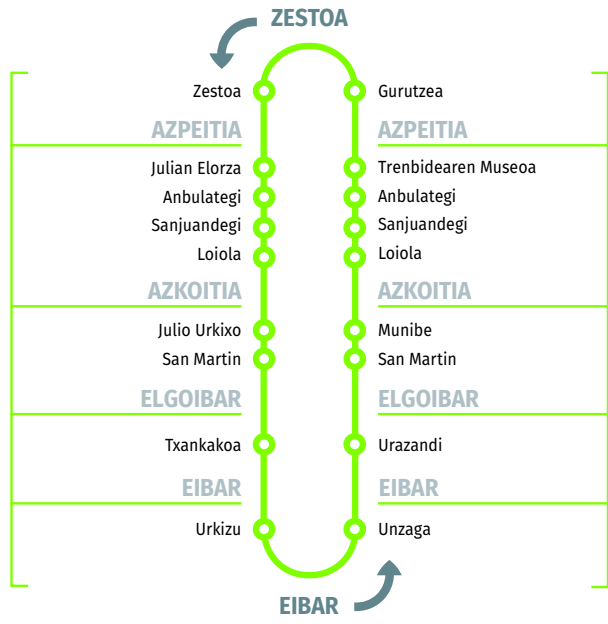 ZESTOA
Zestoa
Gurutzea
AZPEITIA
AZPEITIA
Julian Elorza
Trenbidearen Museoa
Anbulategi
Anbulategi
Sanjuandegi
Sanjuandegi
Loiola
Loiola
AZKOITIA
AZKOITIA
Julio Urkixo
Munibe
San Martin
San Martin
ELGOIBAR
ELGOIBAR
Txankakoa
Urazandi
EIBAR
EIBAR
Urkizu
Unzaga
EIBAR